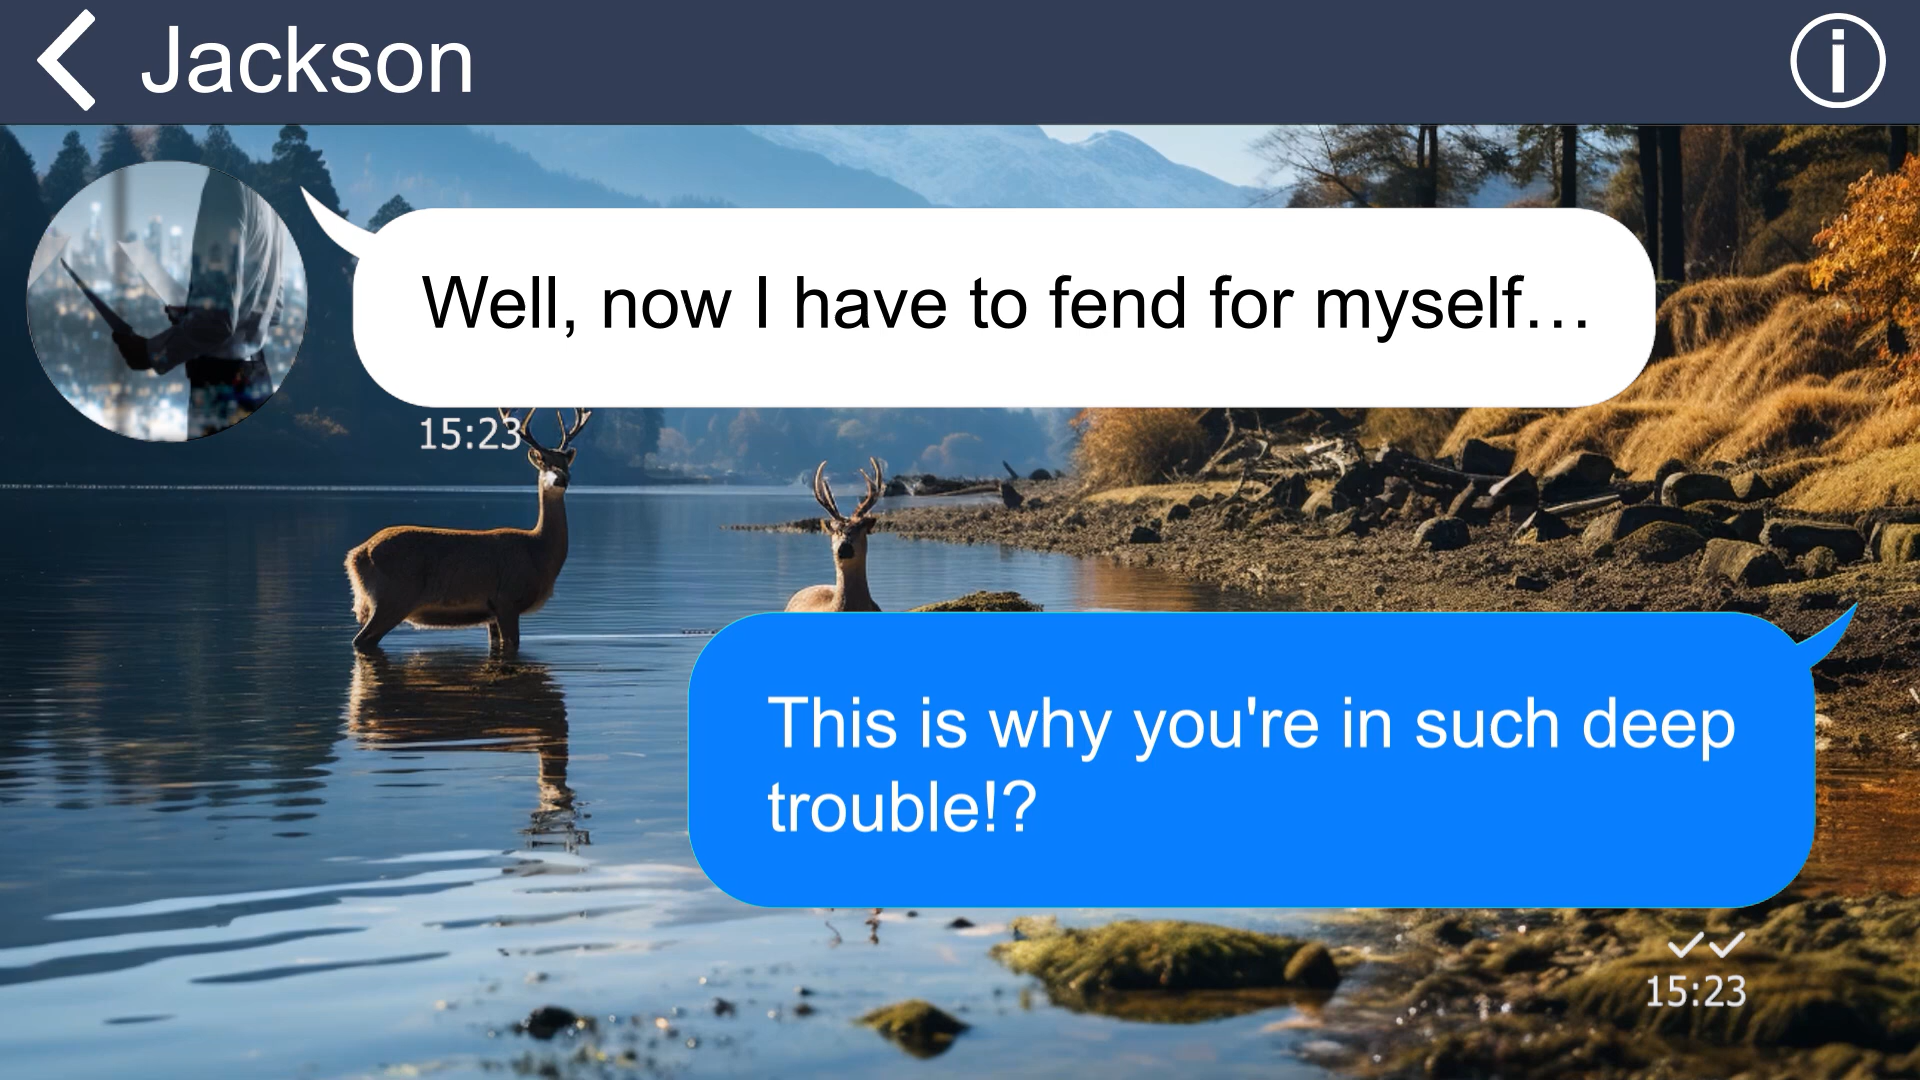 Jackson
Well, now I have to fend for myself…
15:23
This is why you're in such deep
trouble!?
15:23